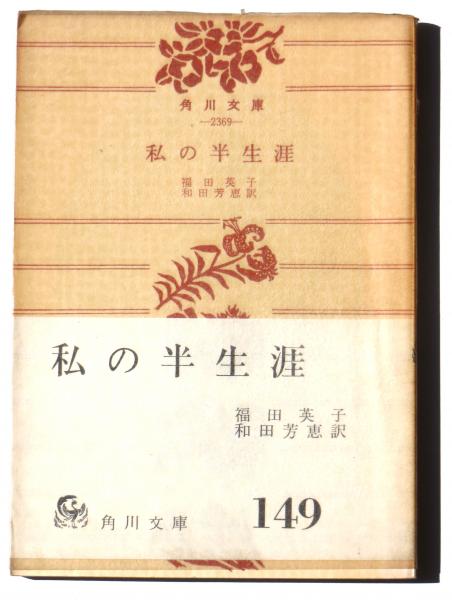 角川文庫
—2369—
私の半生涯
福田英子
和田芳恵訳
私の半生涯
福田英子
和田芳恵訳
角川文庫
149